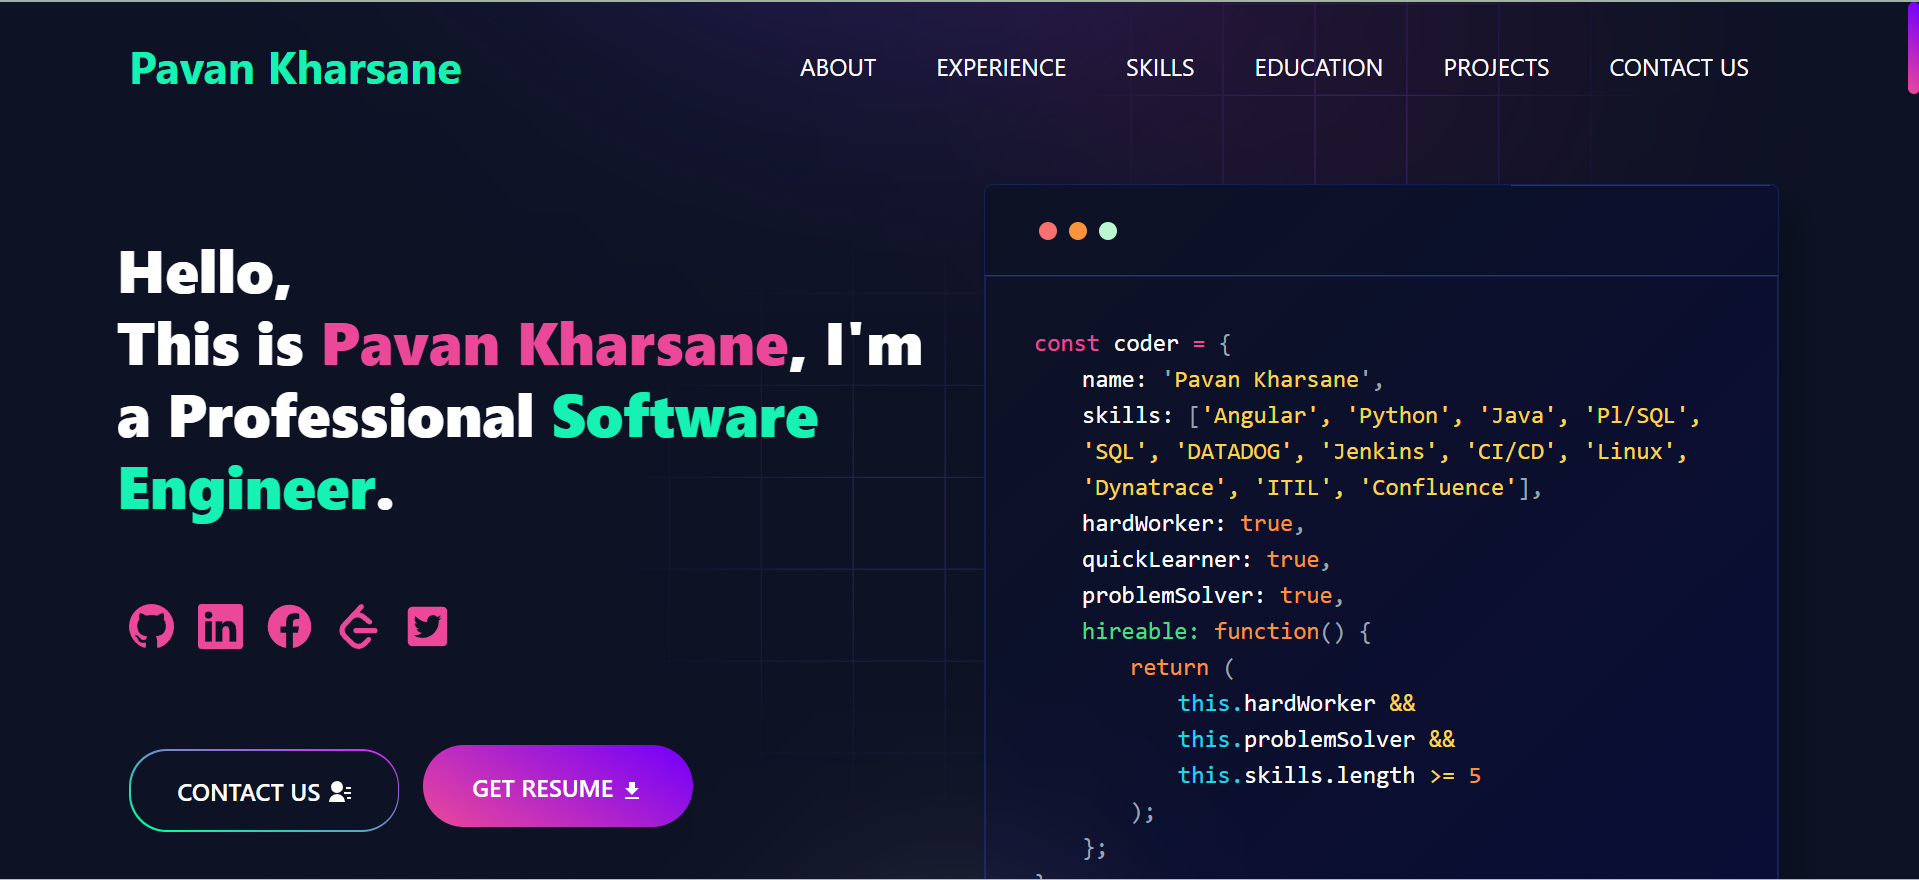 Pavan Kharsane
ABOUT EXPERIENCE SKILLS EDUCATION PROJECTS CONTACT US
Hello,
This is Pavan Kharsane, I'm
a Professional Software
Engineer.
CONTACT US
GET RESUME
const coder = {
name: 'Pavan Kharsane',
skills: ['Angular', 'Python', 'Java', 'Pl/SQL',
'SQL', 'DATADOG', 'Jenkins', 'CI/CD', 'Linux',
'Dynatrace', 'ITIL', 'Confluence'],
hardWorker: true,
quickLearner: true,
problemSolver: true,
hireable: function() {
return (
this.hardWorker &&
this.problemSolver &&
this.skills.length >= 5
);
};